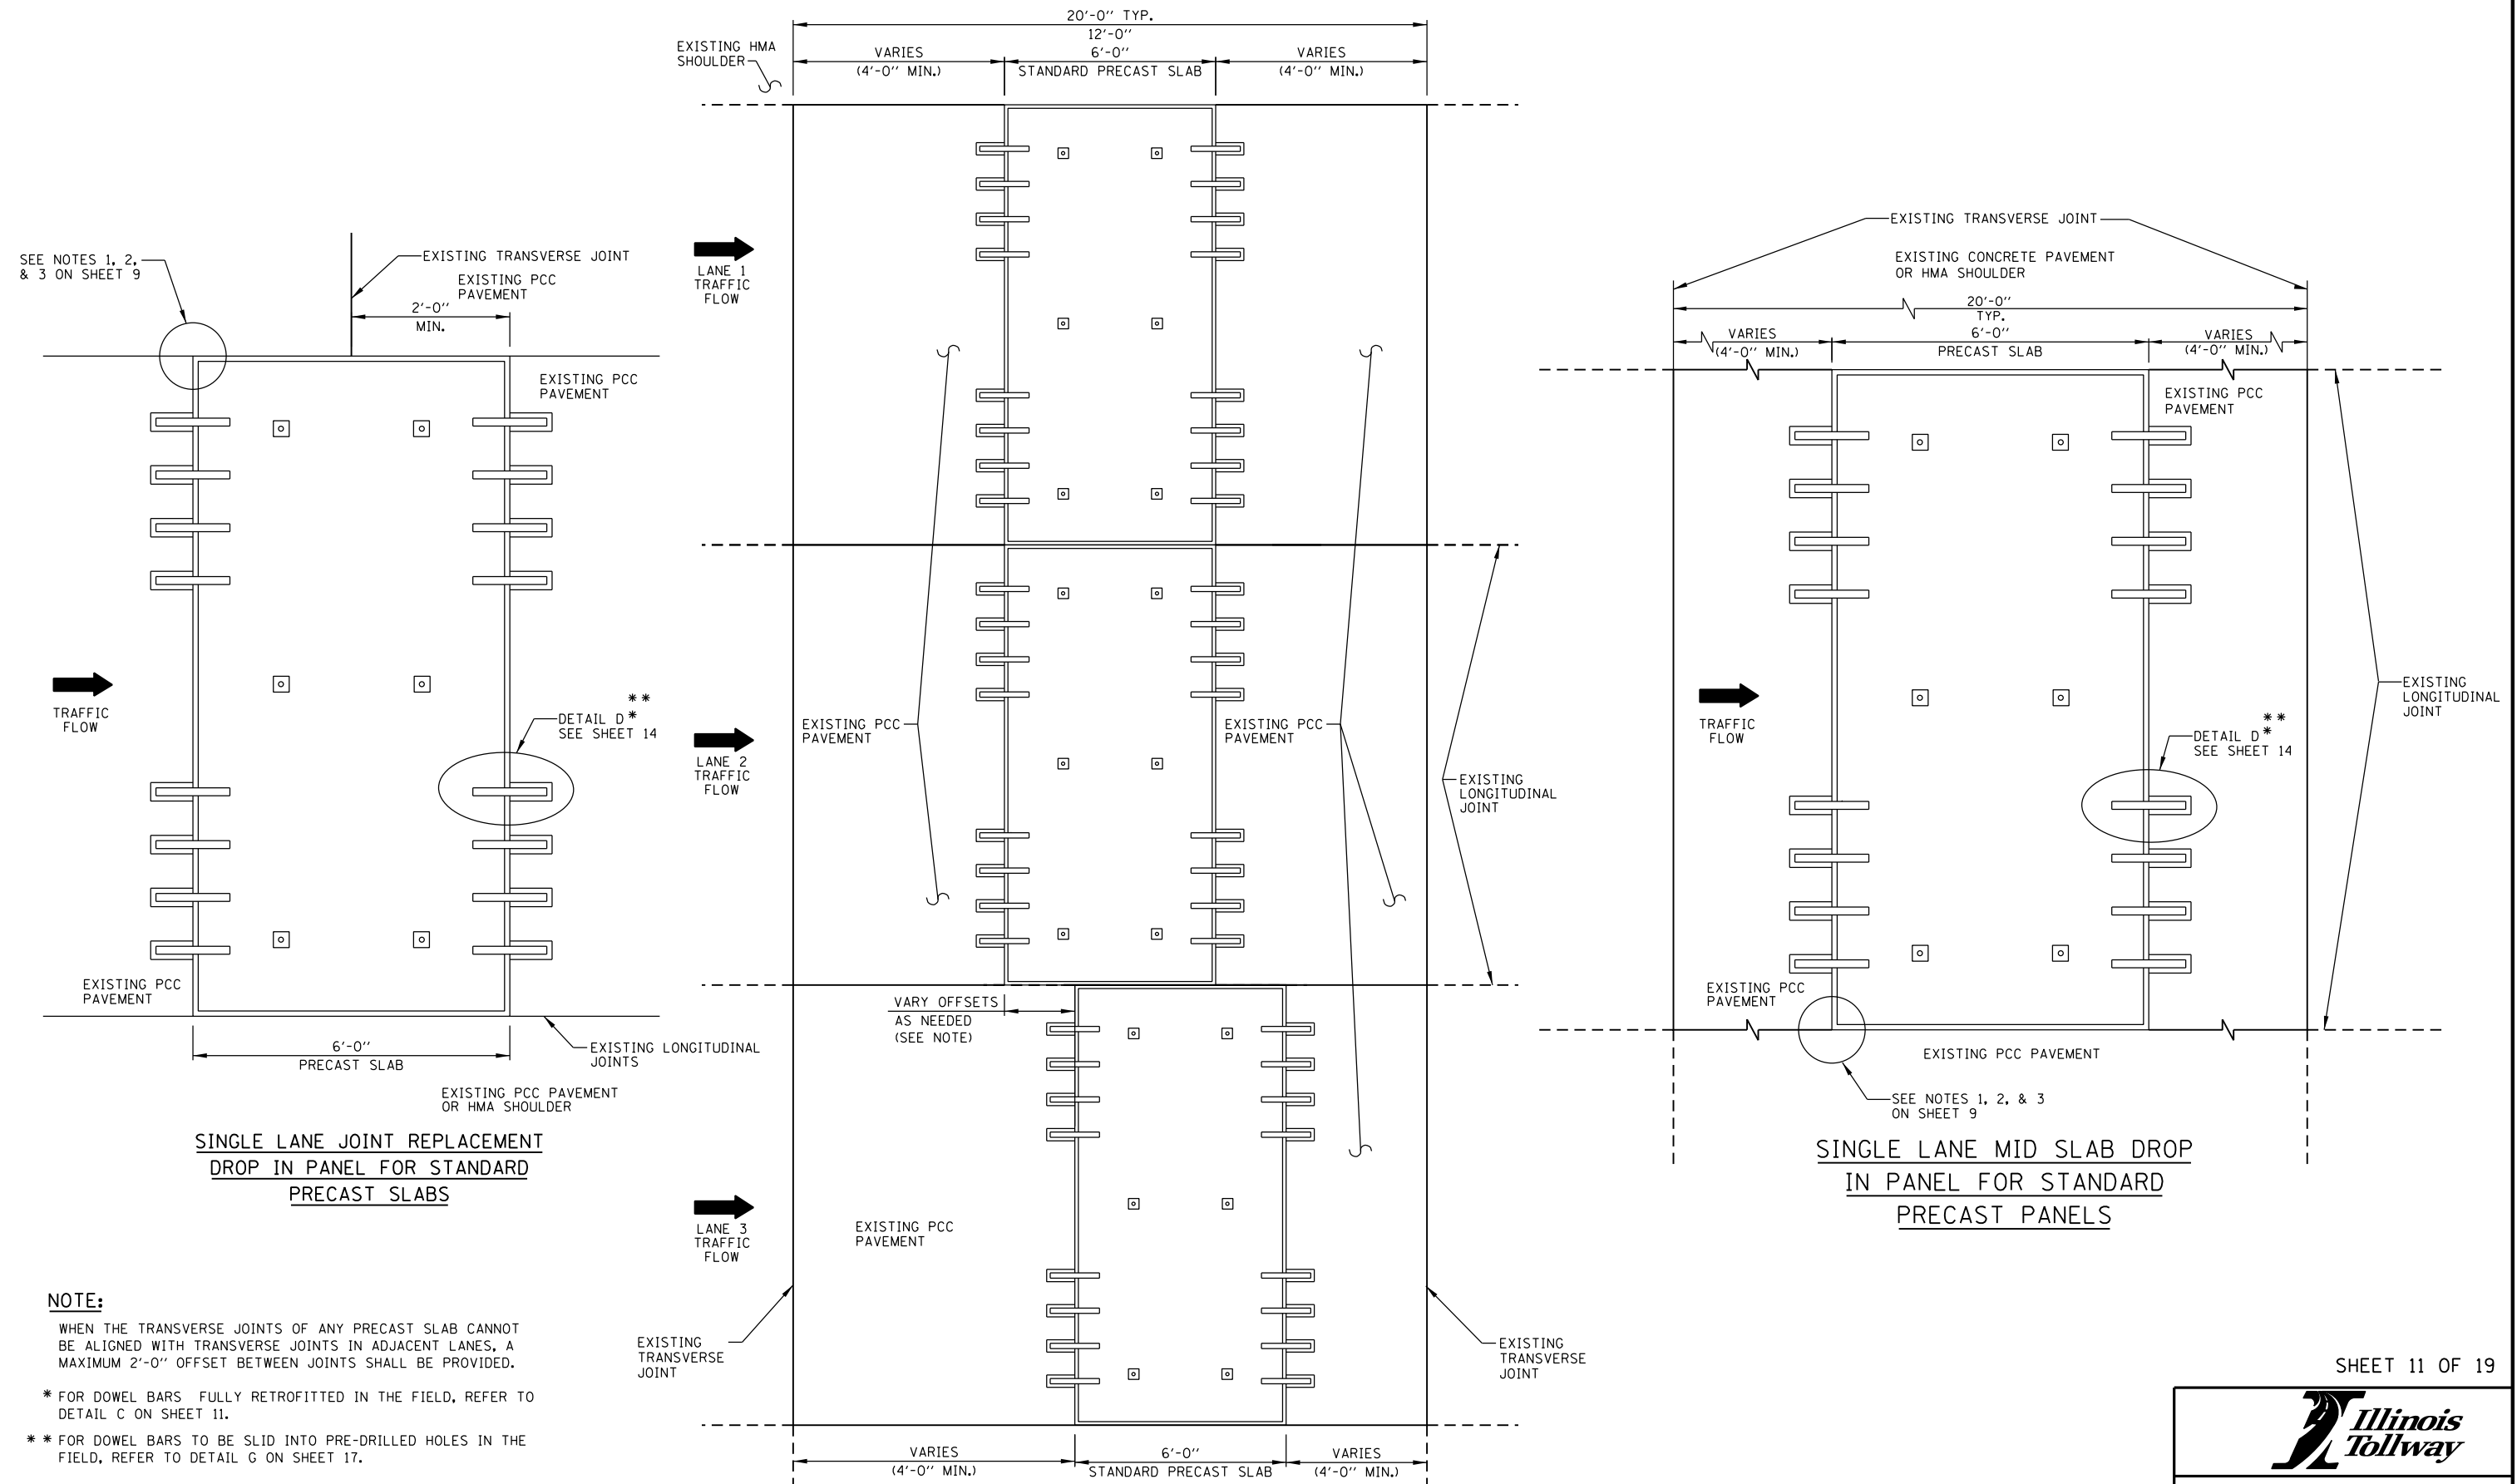 SEE NOTES 1, 2,
& 3 ON SHEET 9
EXISTING TRANSVERSE JOINT
EXISTING PCC
PAVEMENT
2'-0''
MIN.
EXISTING PCC
PAVEMENT
TRAFFIC
FLOW
* *
DETAIL D *
SEE SHEET 14
EXISTING PCC
PAVEMENT
6'-0''
PRECAST SLAB
EXISTING LONGITUDINAL
JOINTS
EXISTING PCC PAVEMENT
OR HMA SHOULDER
SINGLE LANE JOINT REPLACEMENT
DROP IN PANEL FOR STANDARD
PRECAST SLABS
NOTE:
WHEN THE TRANSVERSE JOINTS OF ANY PRECAST SLAB CANNOT
BE ALIGNED WITH TRANSVERSE JOINTS IN ADJACENT LANES, A
MAXIMUM 2'-0'' OFFSET BETWEEN JOINTS SHALL BE PROVIDED.
* FOR DOWEL BARS FULLY RETROFITTED IN THE FIELD, REFER TO
DETAIL C ON SHEET 11.
* * FOR DOWEL BARS TO BE SLID INTO PRE-DRILLED HOLES IN THE
FIELD, REFER TO DETAIL G ON SHEET 17.
20'-0'' TYP.
12'-0''
EXISTING HMA
SHOULDER
VARIES
(4'-0'' MIN.)
6'-0''
STANDARD PRECAST SLAB
VARIES
(4'-0'' MIN.)
LANE 1
TRAFFIC
FLOW
EXISTING PCC
PAVEMENT
EXISTING PCC
PAVEMENT
LANE 2
TRAFFIC
FLOW
EXISTING
LONGITUDINAL
JOINT
VARY OFFSETS
AS NEEDED
(SEE NOTE)
LANE 3
TRAFFIC
FLOW
EXISTING PCC
PAVEMENT
EXISTING
TRANSVERSE
JOINT
EXISTING
TRANSVERSE
JOINT
VARIES
(4'-0'' MIN.)
6'-0''
STANDARD PRECAST SLAB
VARIES
(4'-0'' MIN.)
EXISTING TRANSVERSE JOINT
EXISTING CONCRETE PAVEMENT
OR HMA SHOULDER
20'-0''
TYP.
VARIES
(4'-0'' MIN.)
6'-0''
PRECAST SLAB
VARIES
(4'-0'' MIN.)
EXISTING PCC
PAVEMENT
TRAFFIC
FLOW
* *
DETAIL D *
SEE SHEET 14
EXISTING
LONGITUDINAL
JOINT
EXISTING PCC
PAVEMENT
EXISTING PCC PAVEMENT
SEE NOTES 1, 2, & 3
ON SHEET 9
SINGLE LANE MID SLAB DROP
IN PANEL FOR STANDARD
PRECAST PANELS
SHEET 11 OF 19
Illinois
Tollway